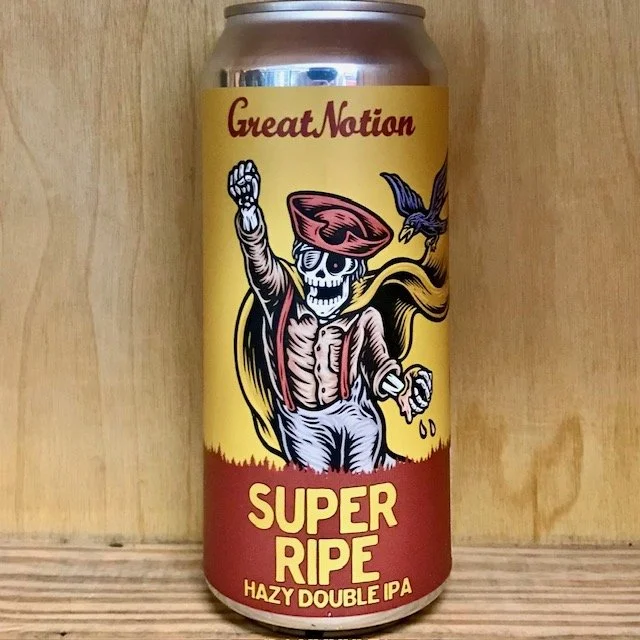 Great Notion
SUPER
RIPE
HAZY DOUBLE IPA